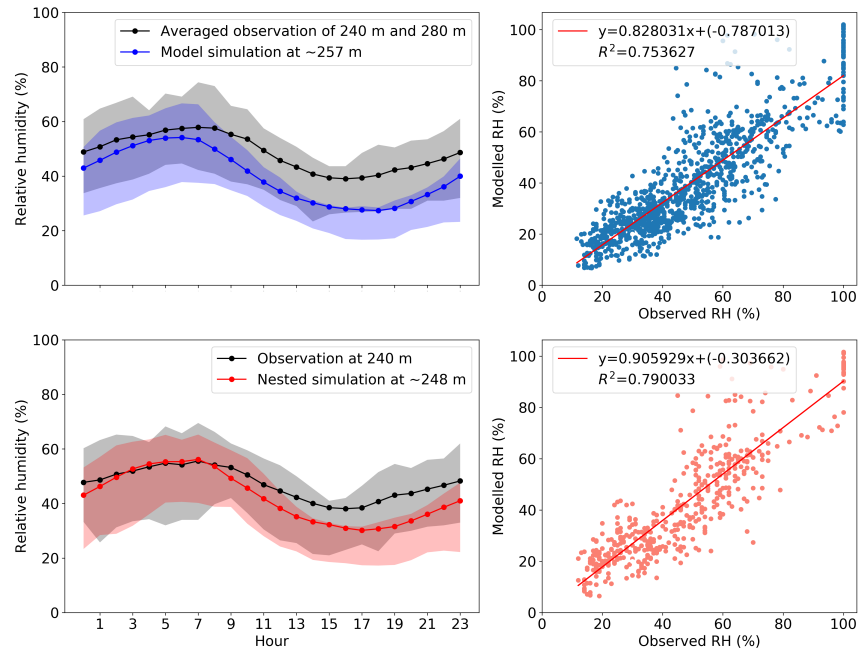 100
80
60
40
20
0
Relative humidity (%)
Averaged observation of 240 m and 280 m
Model simulation at ~257 m
100
80
60
40
20
0
Modelled RH (%)
y=0.828031x+(-0.787013)
R²=0.753627
0 20 40 60 80 100
Observed RH (%)
100
80
60
40
20
0
Relative humidity (%)
Observation at 240 m
Nested simulation at ~248 m
1 3 5 7 9 11 13 15 17 19 21 23
Hour
100
80
60
40
20
0
Modelled RH (%)
y=0.905929x+(-0.303662)
R²=0.790033
0 20 40 60 80 100
Observed RH (%)